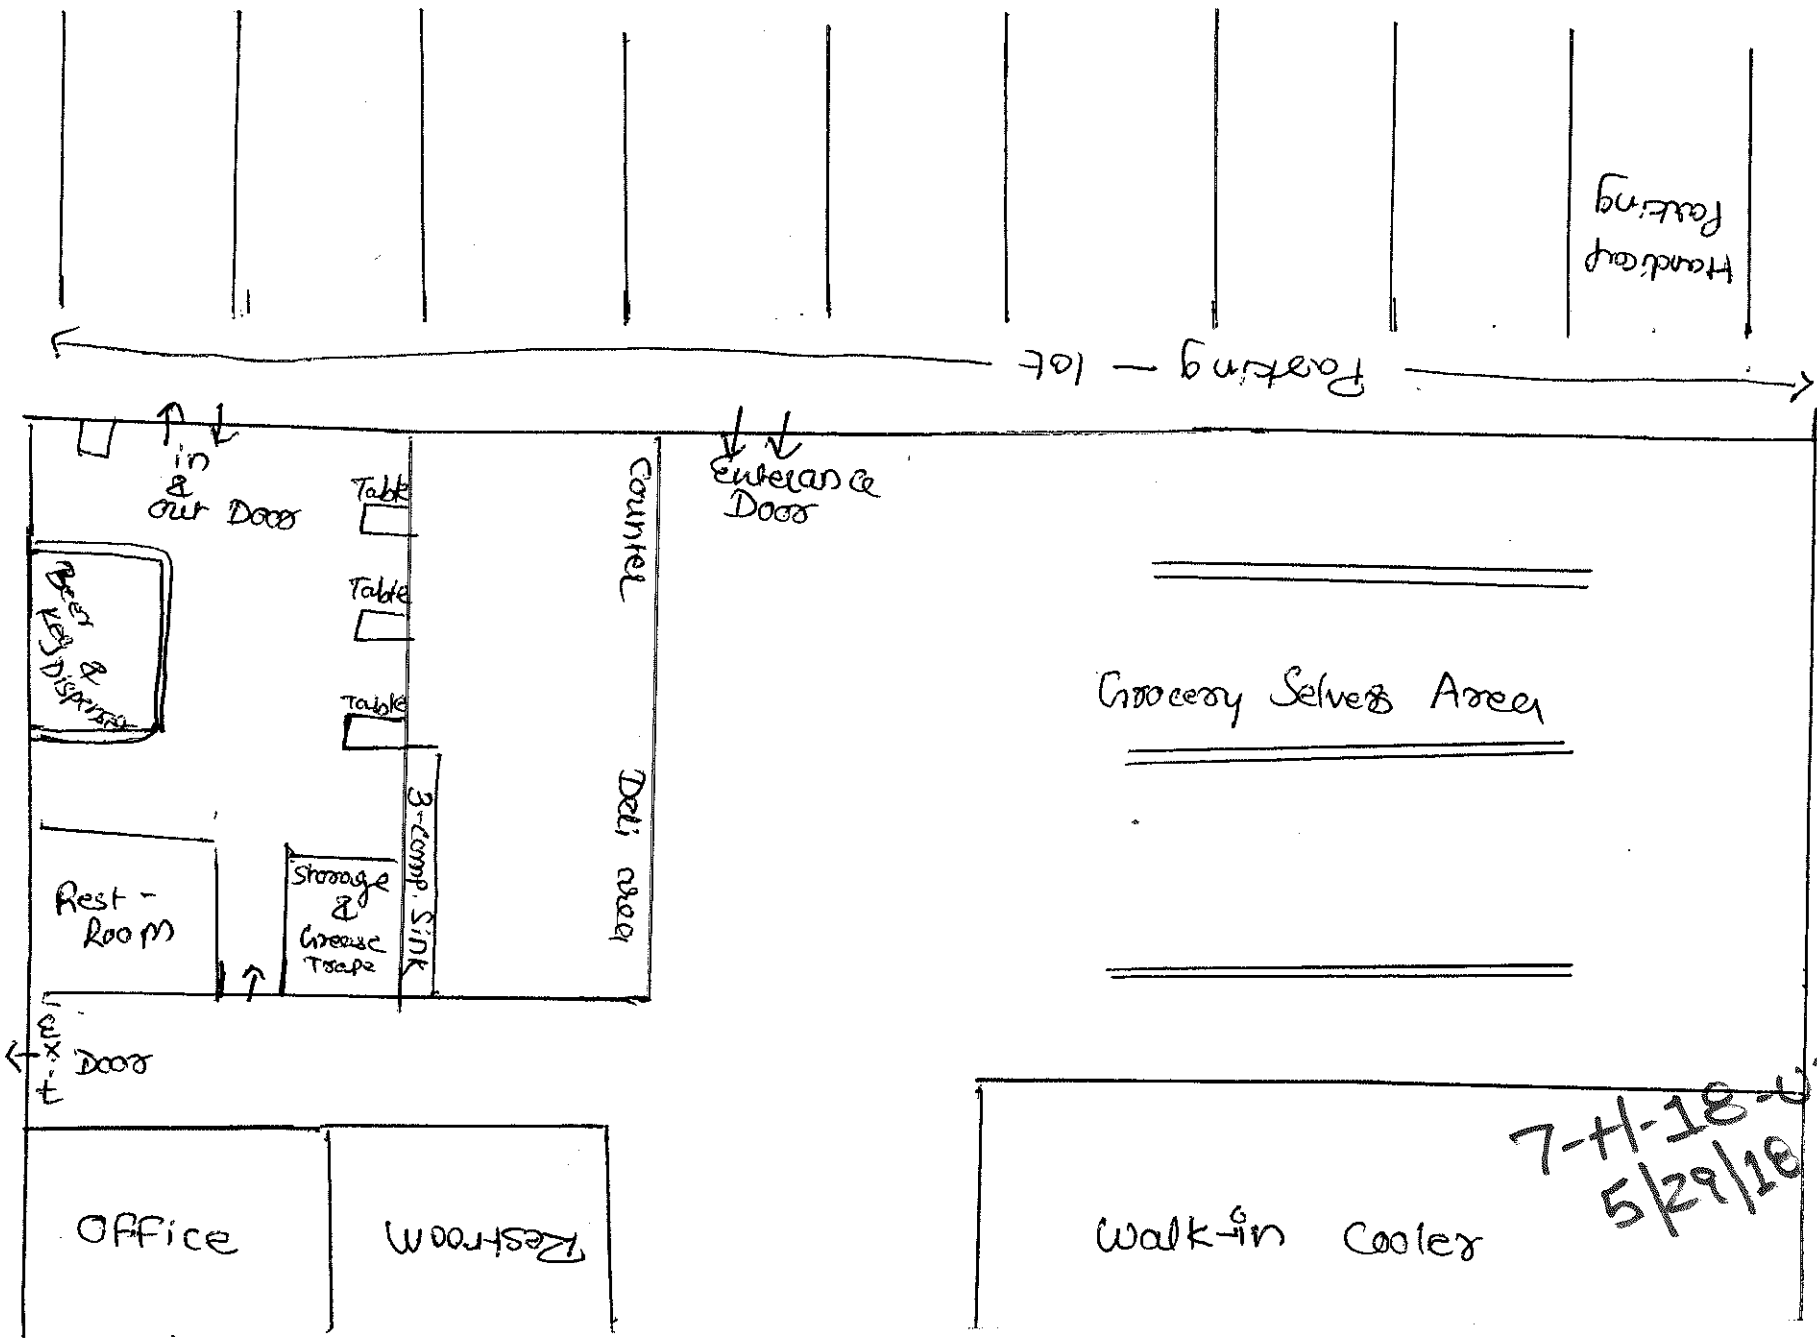 Handicap
Parking
Parking - lot
in
&
out Door
Table
Counter
Enterance
Door
Beer
Keg &
Dispenser
Table
Grocery Selves Area
Table
3-Comp. Sink
Deli area
Rest-
Room
Storage
&
Grease
Trape
Exit
Door
7-H-18-U
5/29/18
Office
Restroom
Walk-in Cooler